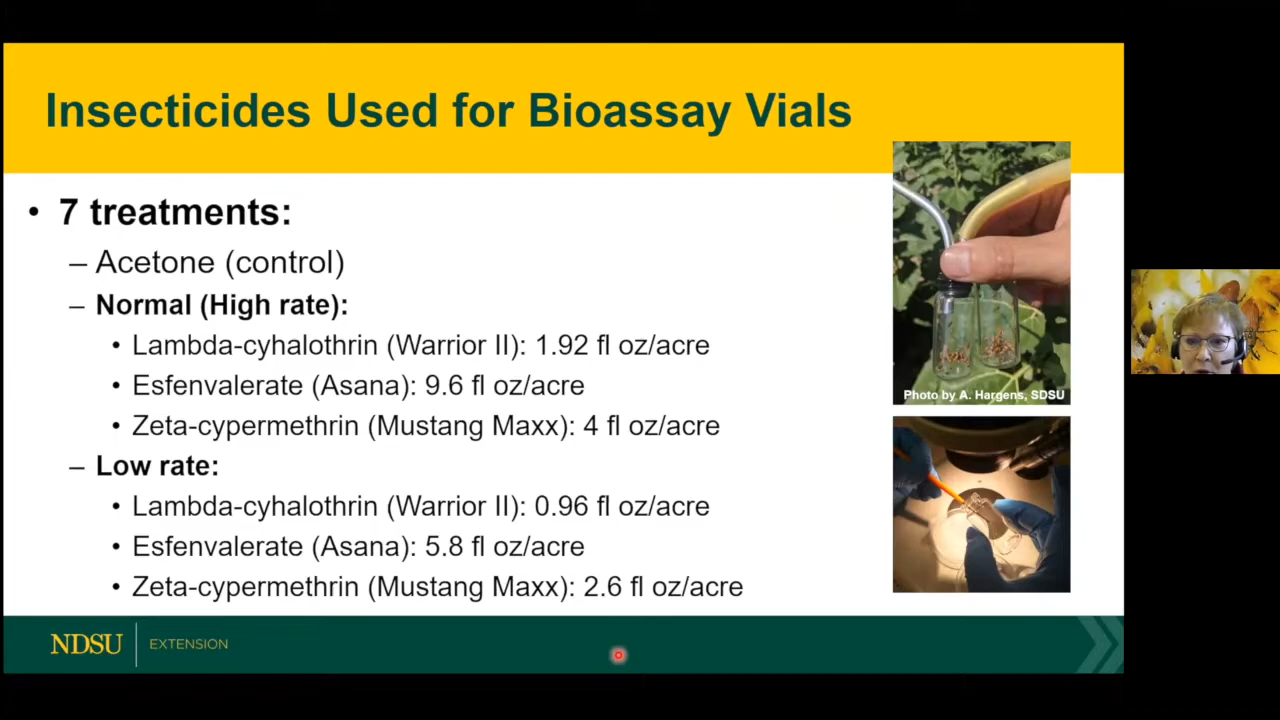 Insecticides Used for Bioassay Vials
• 7 treatments:
– Acetone (control)
– Normal (High rate):
• Lambda-cyhalothrin (Warrior II): 1.92 fl oz/acre
• Esfenvalerate (Asana): 9.6 fl oz/acre
• Zeta-cypermethrin (Mustang Maxx): 4 fl oz/acre
– Low rate:
• Lambda-cyhalothrin (Warrior II): 0.96 fl oz/acre
• Esfenvalerate (Asana): 5.8 fl oz/acre
• Zeta-cypermethrin (Mustang Maxx): 2.6 fl oz/acre
Photo by A. Hargens, SDSU
NDSU EXTENSION